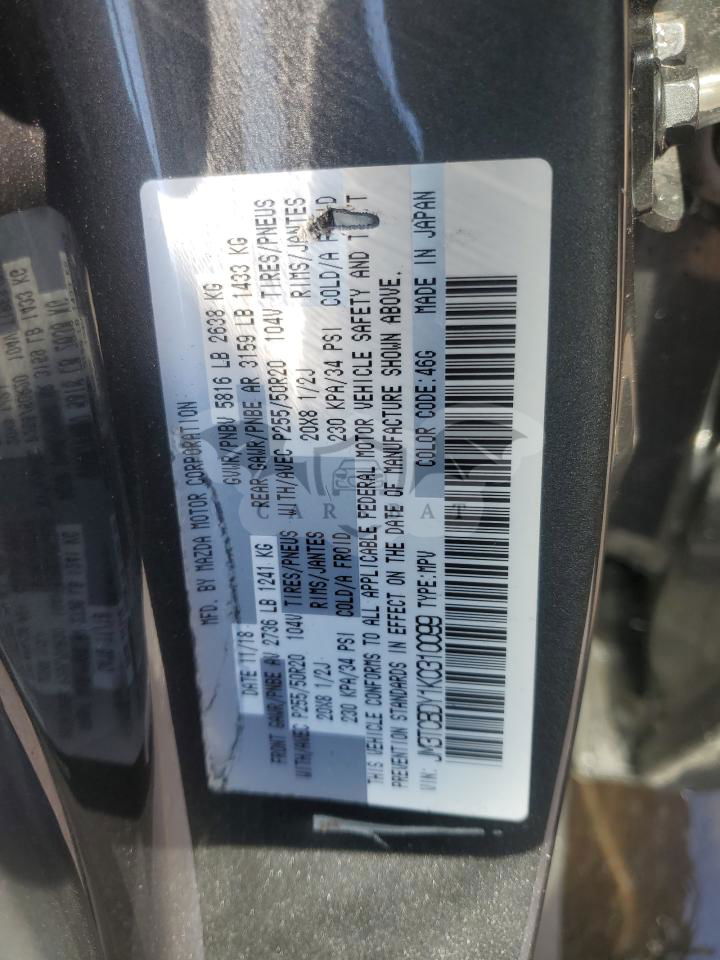 MFD. BY MAZDA MOTOR CORPORATION
DATE 11/18 GVWR/PNBV 5816 LB 2638 KG
FRONT GAWR/PNBE AV 2736 LB 1241 KG REAR GAWR/PNBE AR 3159 LB 1433 KG
WITH/AVEC P255/50R20 104V TIRES/PNEUS WITH/AVEC P255/50R20 104V TIRES/PNEUS
20X8 1/2J RIMS/JANTES 20X8 1/2J RIMS/JANTES
230 KPA/34 PSI COLD/A FROID 230 KPA/34 PSI COLD/A F D
THIS VEHICLE CONFORMS TO ALL APPLICABLE FEDERAL MOTOR VEHICLE SAFETY AND T T
PREVENTION STANDARDS IN EFFECT ON THE DATE OF MANUFACTURE SHOWN ABOVE.
VIN: JM3TCBDY1K0310099 TYPE:MPV COLOR CODE:46G MADE IN JAPAN